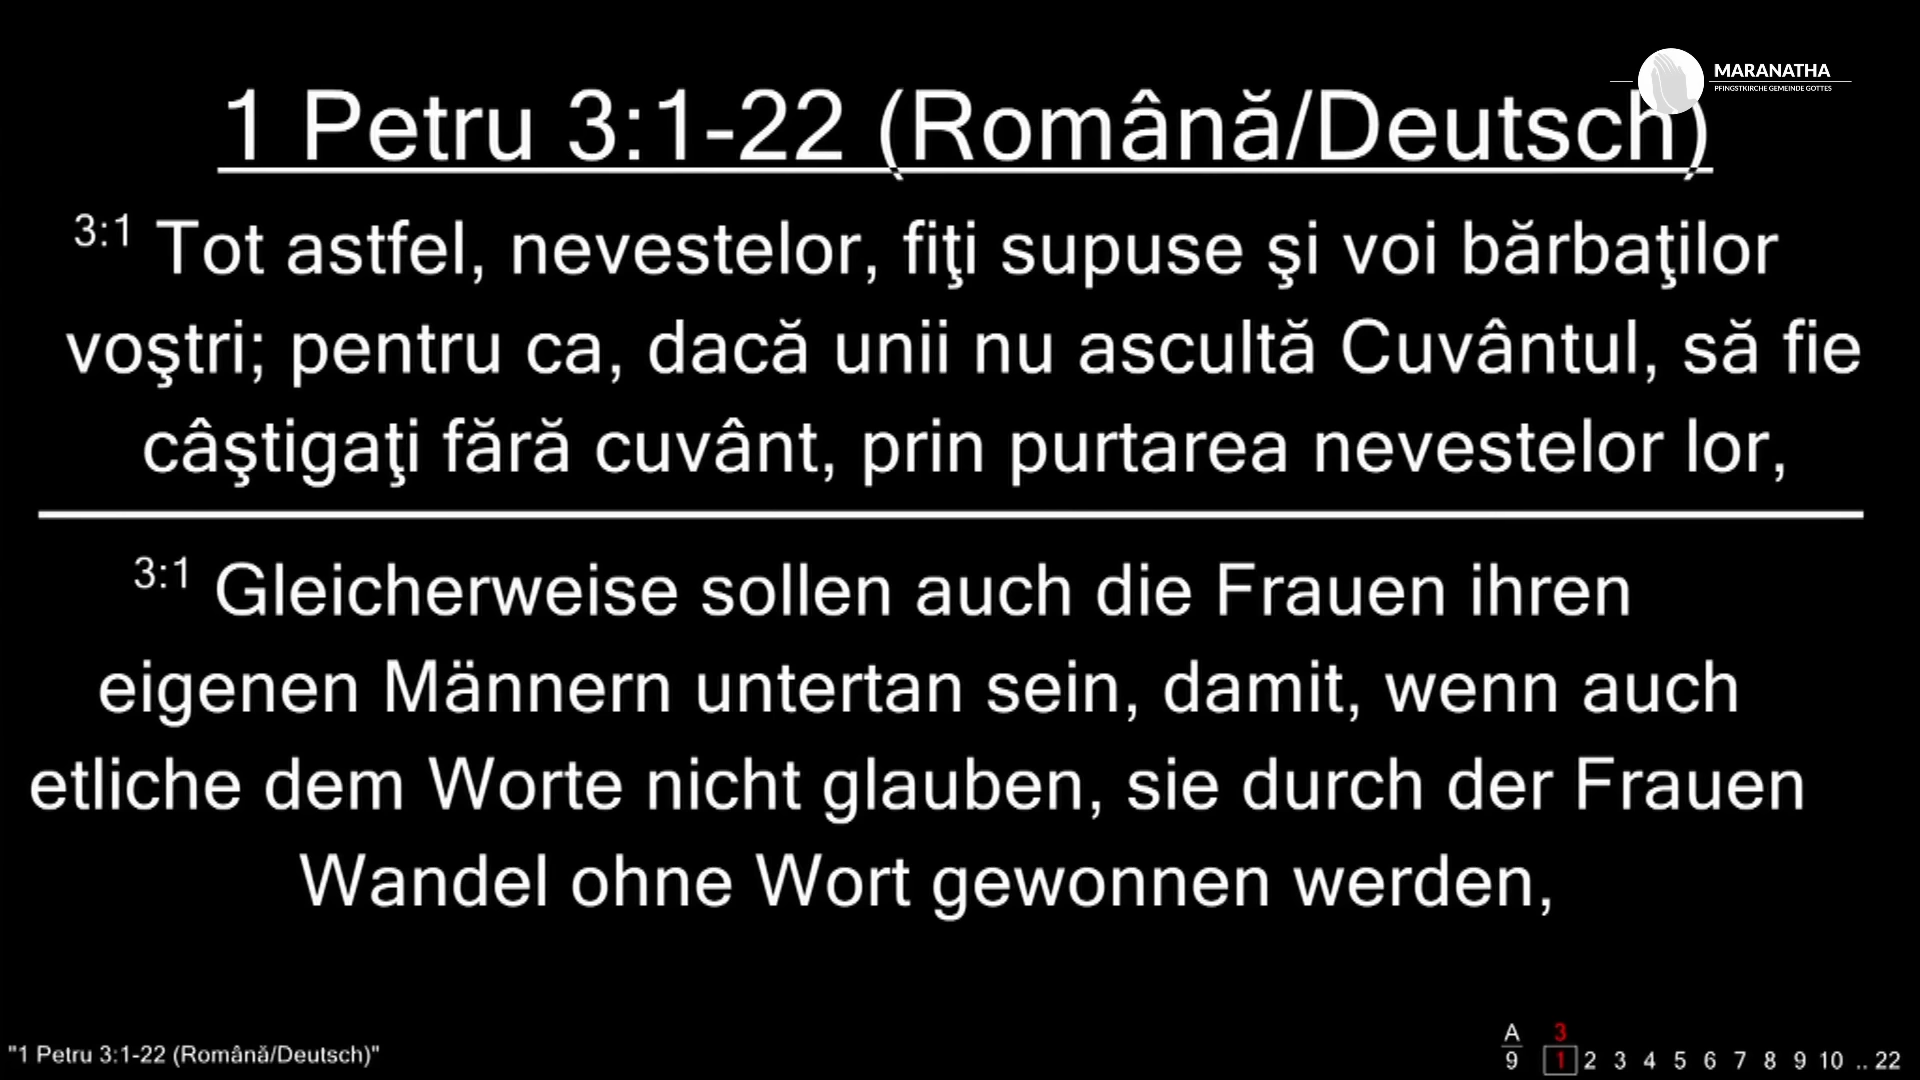 MARANATHA
PFINGSTKIRCHE GEMEINDE GOTTES
1 Petru 3:1-22 (Română/Deutsch)
3:1 Tot astfel, nevestelor, fiţi supuse şi voi bărbaţilor
voştri; pentru ca, dacă unii nu ascultă Cuvântul, să fie
câştigaţi fără cuvânt, prin purtarea nevestelor lor,
3:1 Gleicherweise sollen auch die Frauen ihren
eigenen Männern untertan sein, damit, wenn auch
etliche dem Worte nicht glauben, sie durch der Frauen
Wandel ohne Wort gewonnen werden,
"1 Petru 3:1-22 (Română/Deutsch)"
A 3
9 1 2 3 4 5 6 7 8 9 10 .. 22